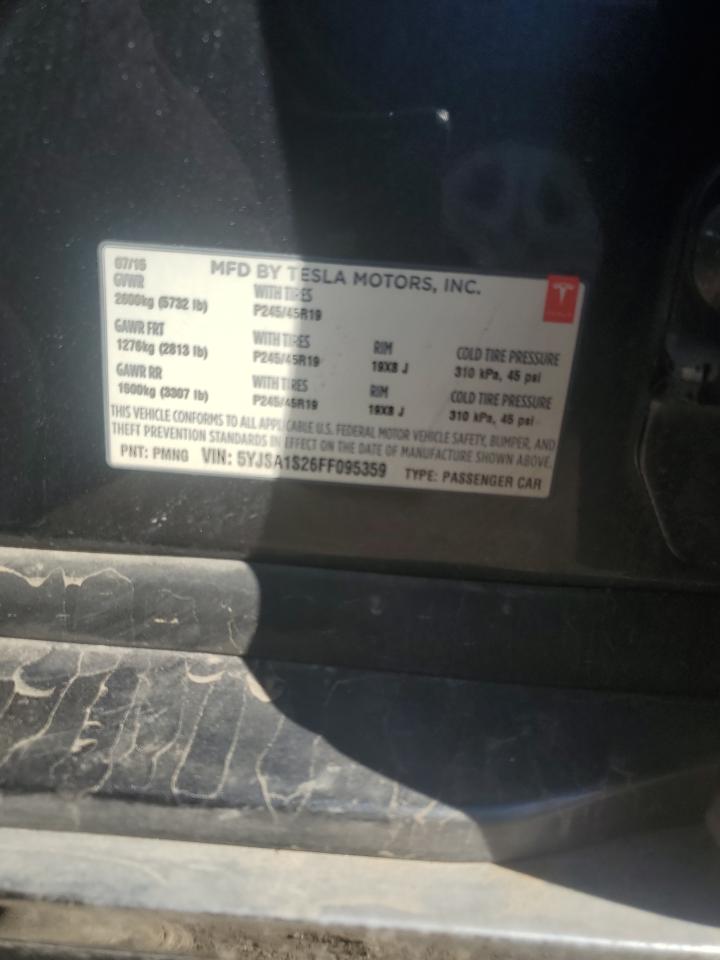 07/15 MFD BY TESLA MOTORS, INC.
GVWR WITH TIRES
2600kg (5732 lb) P245/45R19
GAWR FRT WITH TIRES RIM COLD TIRE PRESSURE
1276kg (2813 lb) P245/45R19 19X8 J 310 kPa, 45 psi
GAWR RR WITH TIRES RIM COLD TIRE PRESSURE
1500kg (3307 lb) P245/45R19 19X8 J 310 kPa, 45 psi
THIS VEHICLE CONFORMS TO ALL APPLICABLE U.S. FEDERAL MOTOR VEHICLE SAFETY, BUMPER, AND
THEFT PREVENTION STANDARDS IN EFFECT ON THE DATE OF MANUFACTURE SHOWN ABOVE.
PNT: PMNG VIN: 5YJSA1S26FF095359 TYPE: PASSENGER CAR
TESLA